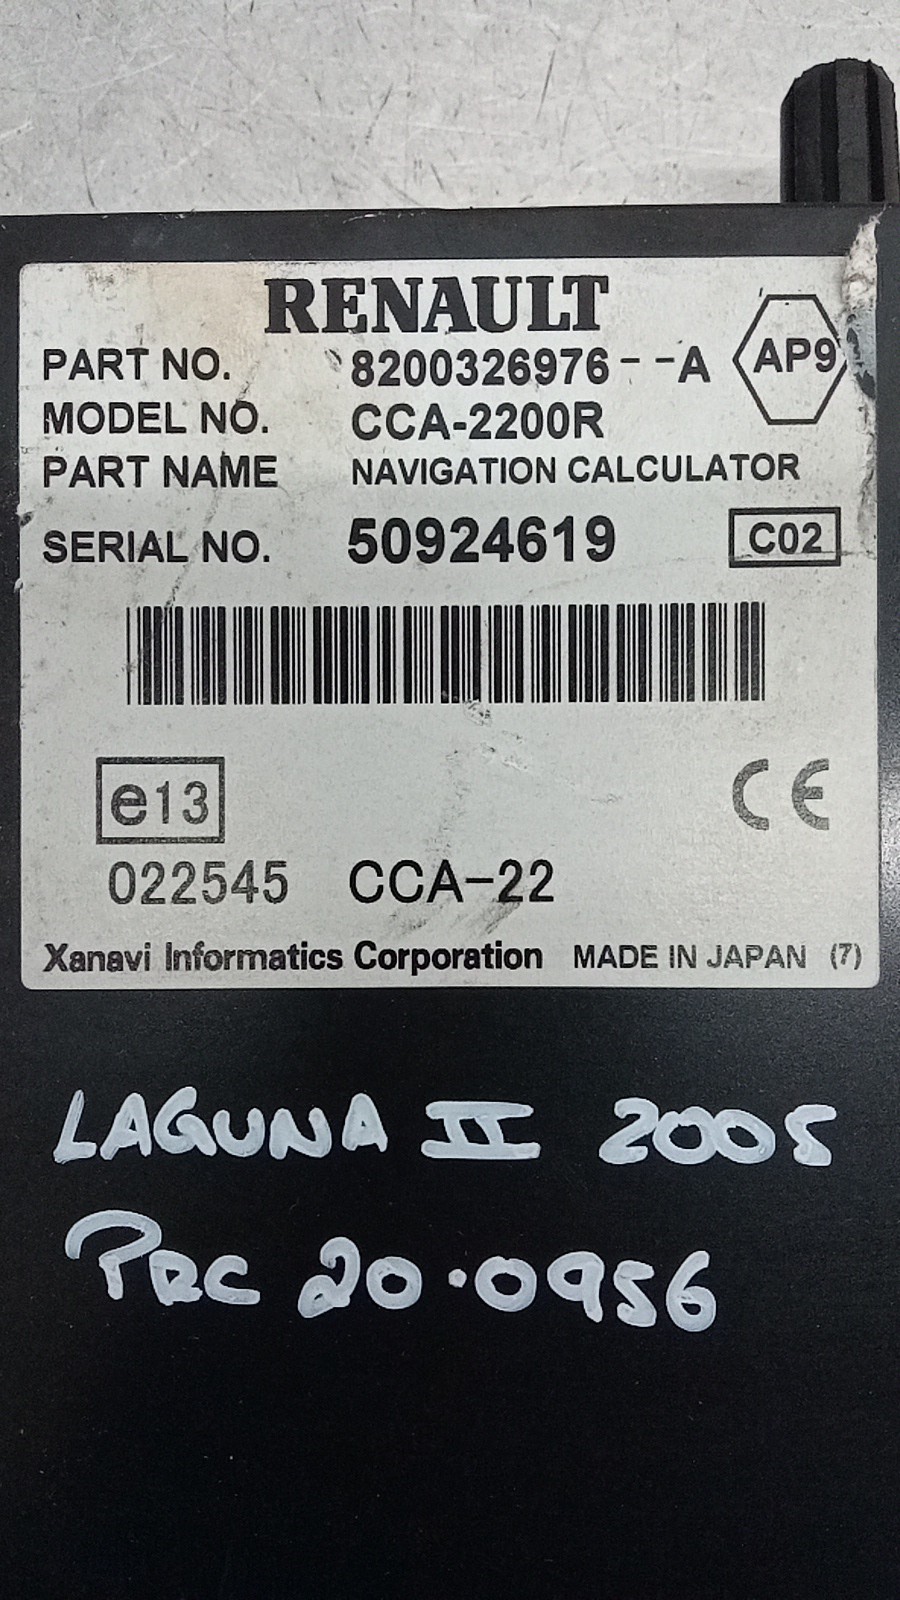 RENAULT
PART NO. 8200326976--A AP9
MODEL NO. CCA-2200R
PART NAME NAVIGATION CALCULATOR
SERIAL NO. 50924619 C02
e13 CE
022545 CCA-22
Xanavi Informatics Corporation MADE IN JAPAN (7)
LAGUNA II 2005
PRC 20.0956